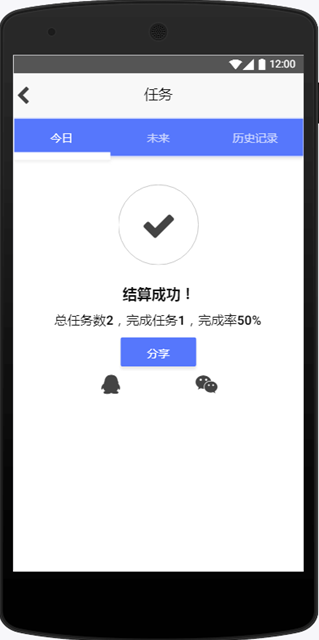 12:00
任务
今日 未来 历史记录
结算成功！
总任务数2，完成任务1，完成率50%
分享